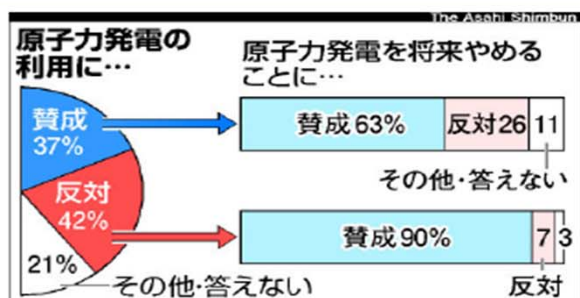 The Asahi Shimbun
原子力発電の
利用に…
賛成
37%
反対
42%
21%
その他・答えない
原子力発電を将来やめる
ことに…
賛成63%
反対26
11
その他・答えない
賛成90%
7
3
反対